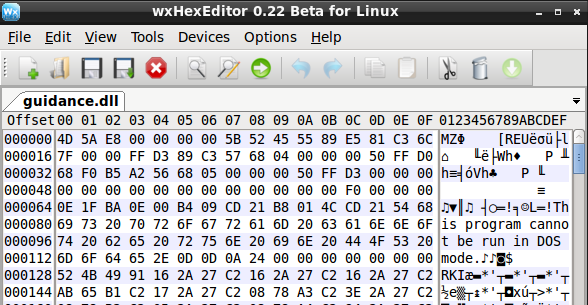 wxHexEditor 0.22 Beta for Linux
File Edit View Tools Devices Options Help
guidance.dll
Offset 00 01 02 03 04 05 06 07 08 09 0A 0B 0C 0D 0E 0F 0123456789ABCDEF
000000 4D 5A E8 00 00 00 00 5B 52 45 55 89 E5 81 C3 6C MZΦ    [REUëσü├l
000016 7F 00 00 FF D3 89 C3 57 68 04 00 00 00 50 FF D0 ⌂   ╙ë├Wh♦   P ╨
000032 68 F0 B5 A2 56 68 05 00 00 00 50 FF D3 00 00 00 h≡╡óVh♣   P ╙
000048 00 00 00 00 00 00 00 00 00 00 00 00 F0 00 00 00 ≡
000064 0E 1F BA 0E 00 B4 09 CD 21 B8 01 4C CD 21 54 68 ♫▼║♫ ┤○═!╕☺L═!Th
000080 69 73 20 70 72 6F 67 72 61 6D 20 63 61 6E 6E 6F is program canno
000096 74 20 62 65 20 72 75 6E 20 69 6E 20 44 4F 53 20 t be run in DOS
000112 6D 6F 64 65 2E 0D 0D 0A 24 00 00 00 00 00 00 00 mode.♪♪◙$
000128 52 4B 49 91 16 2A 27 C2 16 2A 27 C2 16 2A 27 C2 RKIæ▬*'┬▬*'┬▬*'┬
000144 AB 65 B1 C2 17 2A 27 C2 08 78 A3 C2 3E 2A 27 C2 ½e▒┬↨*'┬◘xú┬>*'┬